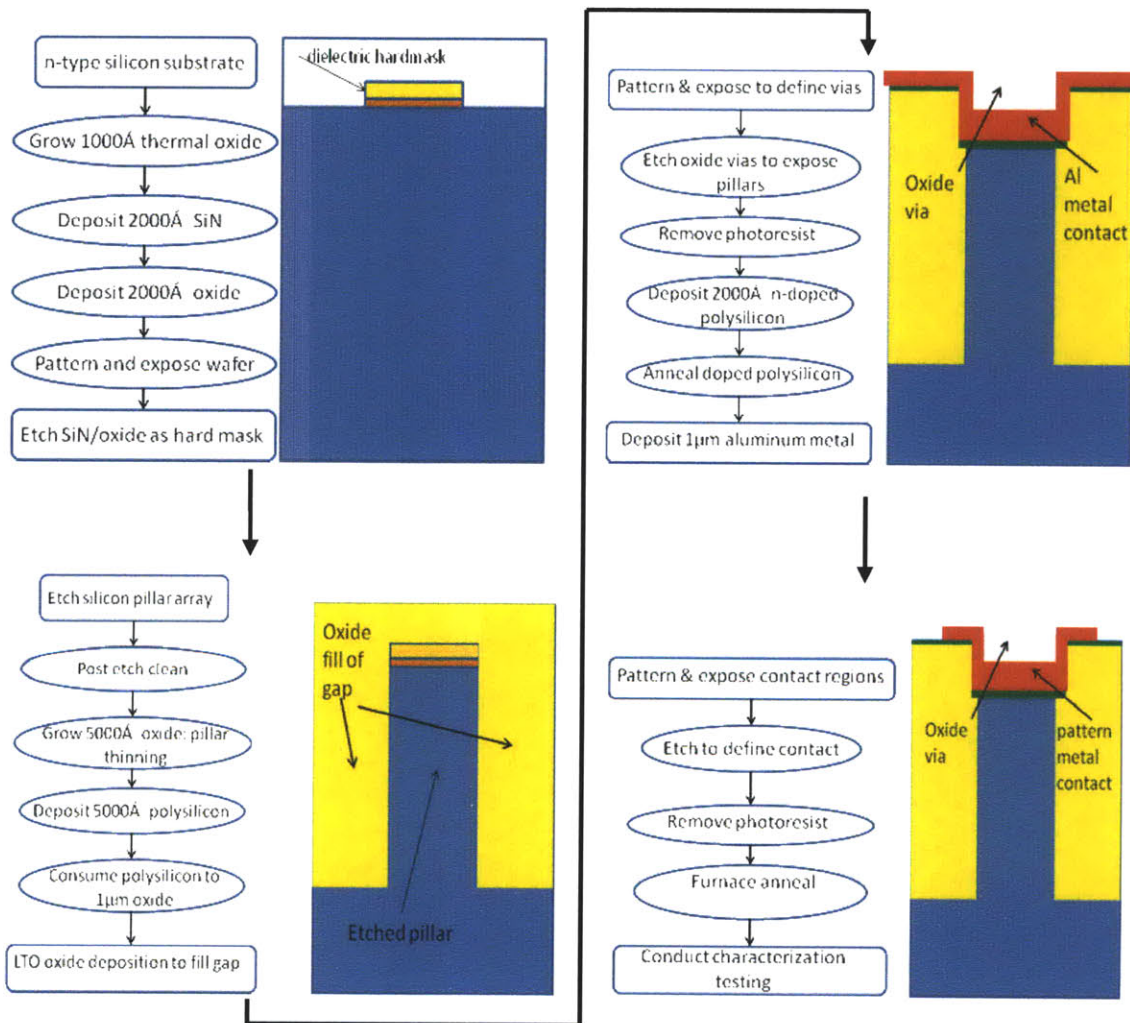 n-type silicon substrate
Grow 1000Å thermal oxide
Deposit 2000Å SiN
Deposit 2000Å oxide
Pattern and expose wafer
Etch SiN/oxide as hard mask
dielectric hardmask
Etch silicon pillar array
Post etch clean
Grow 5000Å oxide: pillar
thinning
Deposit 5000Å polysilicon
Consume polysilicon to
1µm oxide
LTO oxide deposition to fill gap
Oxide
fill of
gap
Etched pillar
Pattern & expose to define vias
Etch oxide vias to expose
pillars
Remove photoresist
Deposit 2000Å n-doped
polysilicon
Anneal doped polysilicon
Deposit 1µm aluminum metal
Oxide
via
Al
metal
contact
Pattern & expose contact regions
Etch to define contact
Remove photoresist
Furnace anneal
Conduct characterization
testing
Oxide
via
pattern
metal
contact